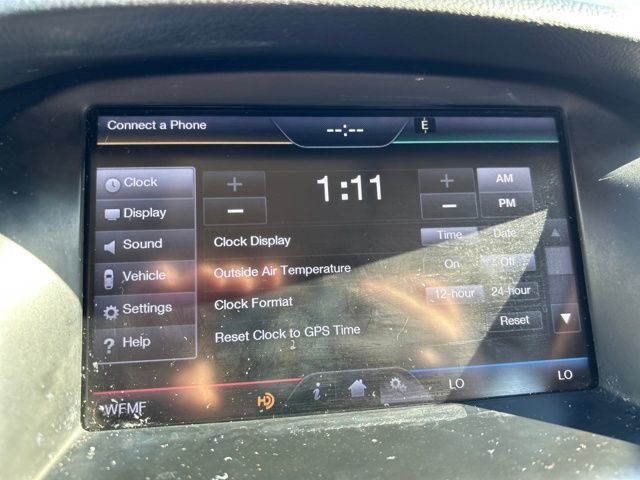 Connect a Phone --:-- E
Clock + 1:11 + AM
Display - - PM
Sound Clock Display Time Date
Vehicle Outside Air Temperature On Off
Settings Clock Format 12-hour 24-hour
Help Reset Clock to GPS Time Reset
WFMF HD i LO LO